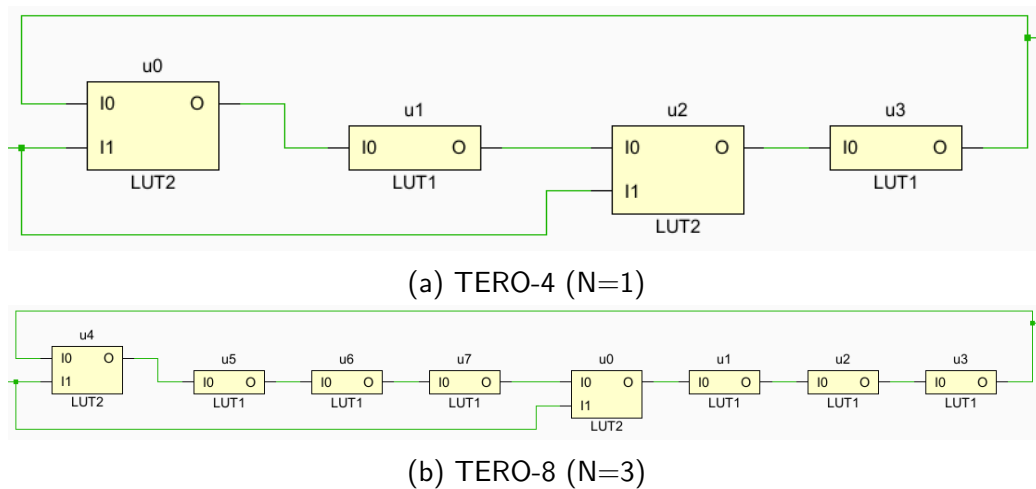 u0
I0 O
I1
LUT2
u1
I0 O
LUT1
u2
I0 O
I1
LUT2
u3
I0 O
LUT1
(a) TERO-4 (N=1)
u4
I0 O
I1
LUT2
u5
I0 O
LUT1
u6
I0 O
LUT1
u7
I0 O
LUT1
u0
I0 O
I1
LUT2
u1
I0 O
LUT1
u2
I0 O
LUT1
u3
I0 O
LUT1
(b) TERO-8 (N=3)